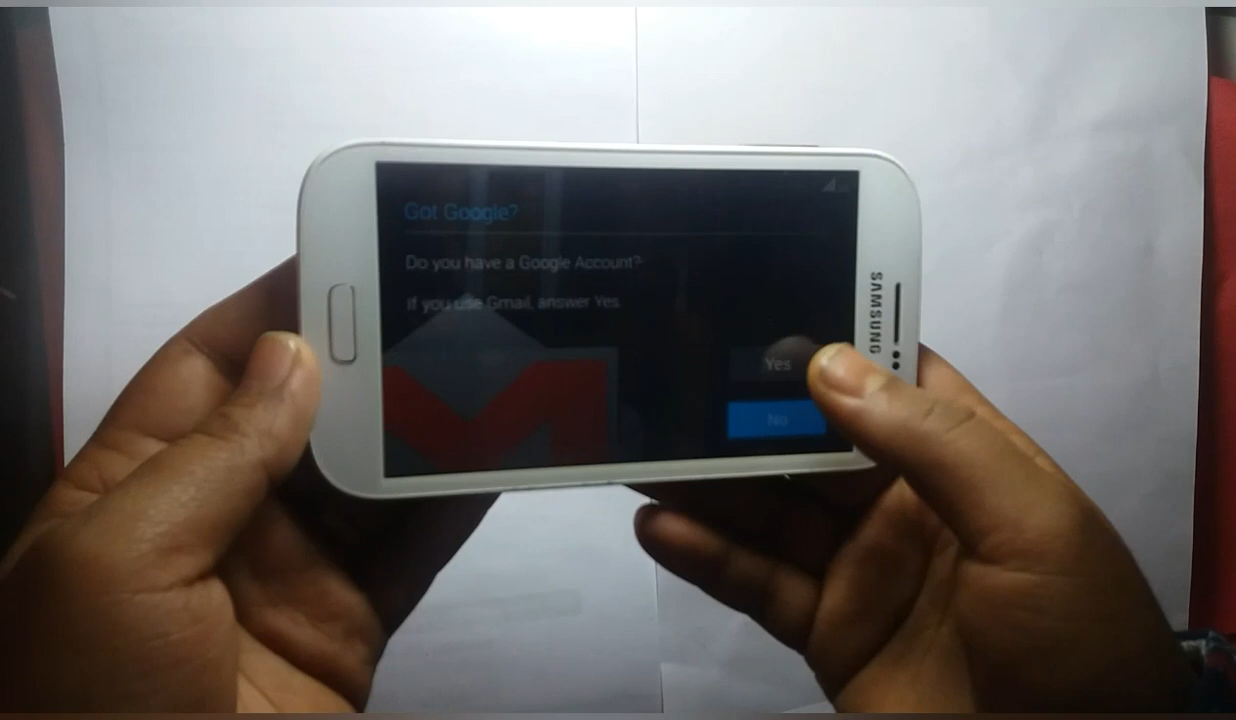 Got Google?
Do you have a Google Account?
If you use Gmail, answer Yes.
Yes
No
SAMSUNG